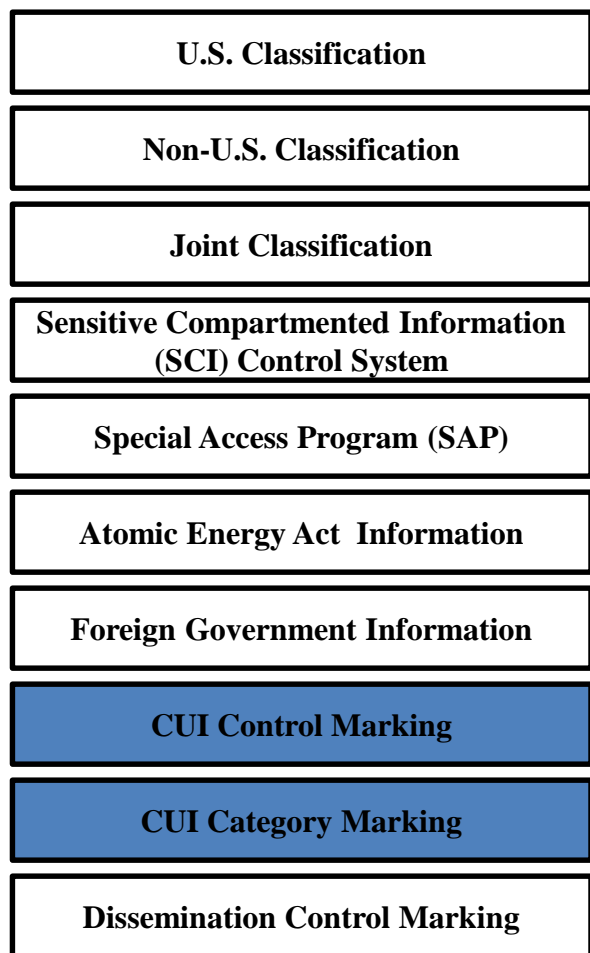 U.S. Classification
Non-U.S. Classification
Joint Classification
Sensitive Compartmented Information
(SCI) Control System
Special Access Program (SAP)
Atomic Energy Act  Information
Foreign Government Information
CUI Control Marking
CUI Category Marking
Dissemination Control Marking